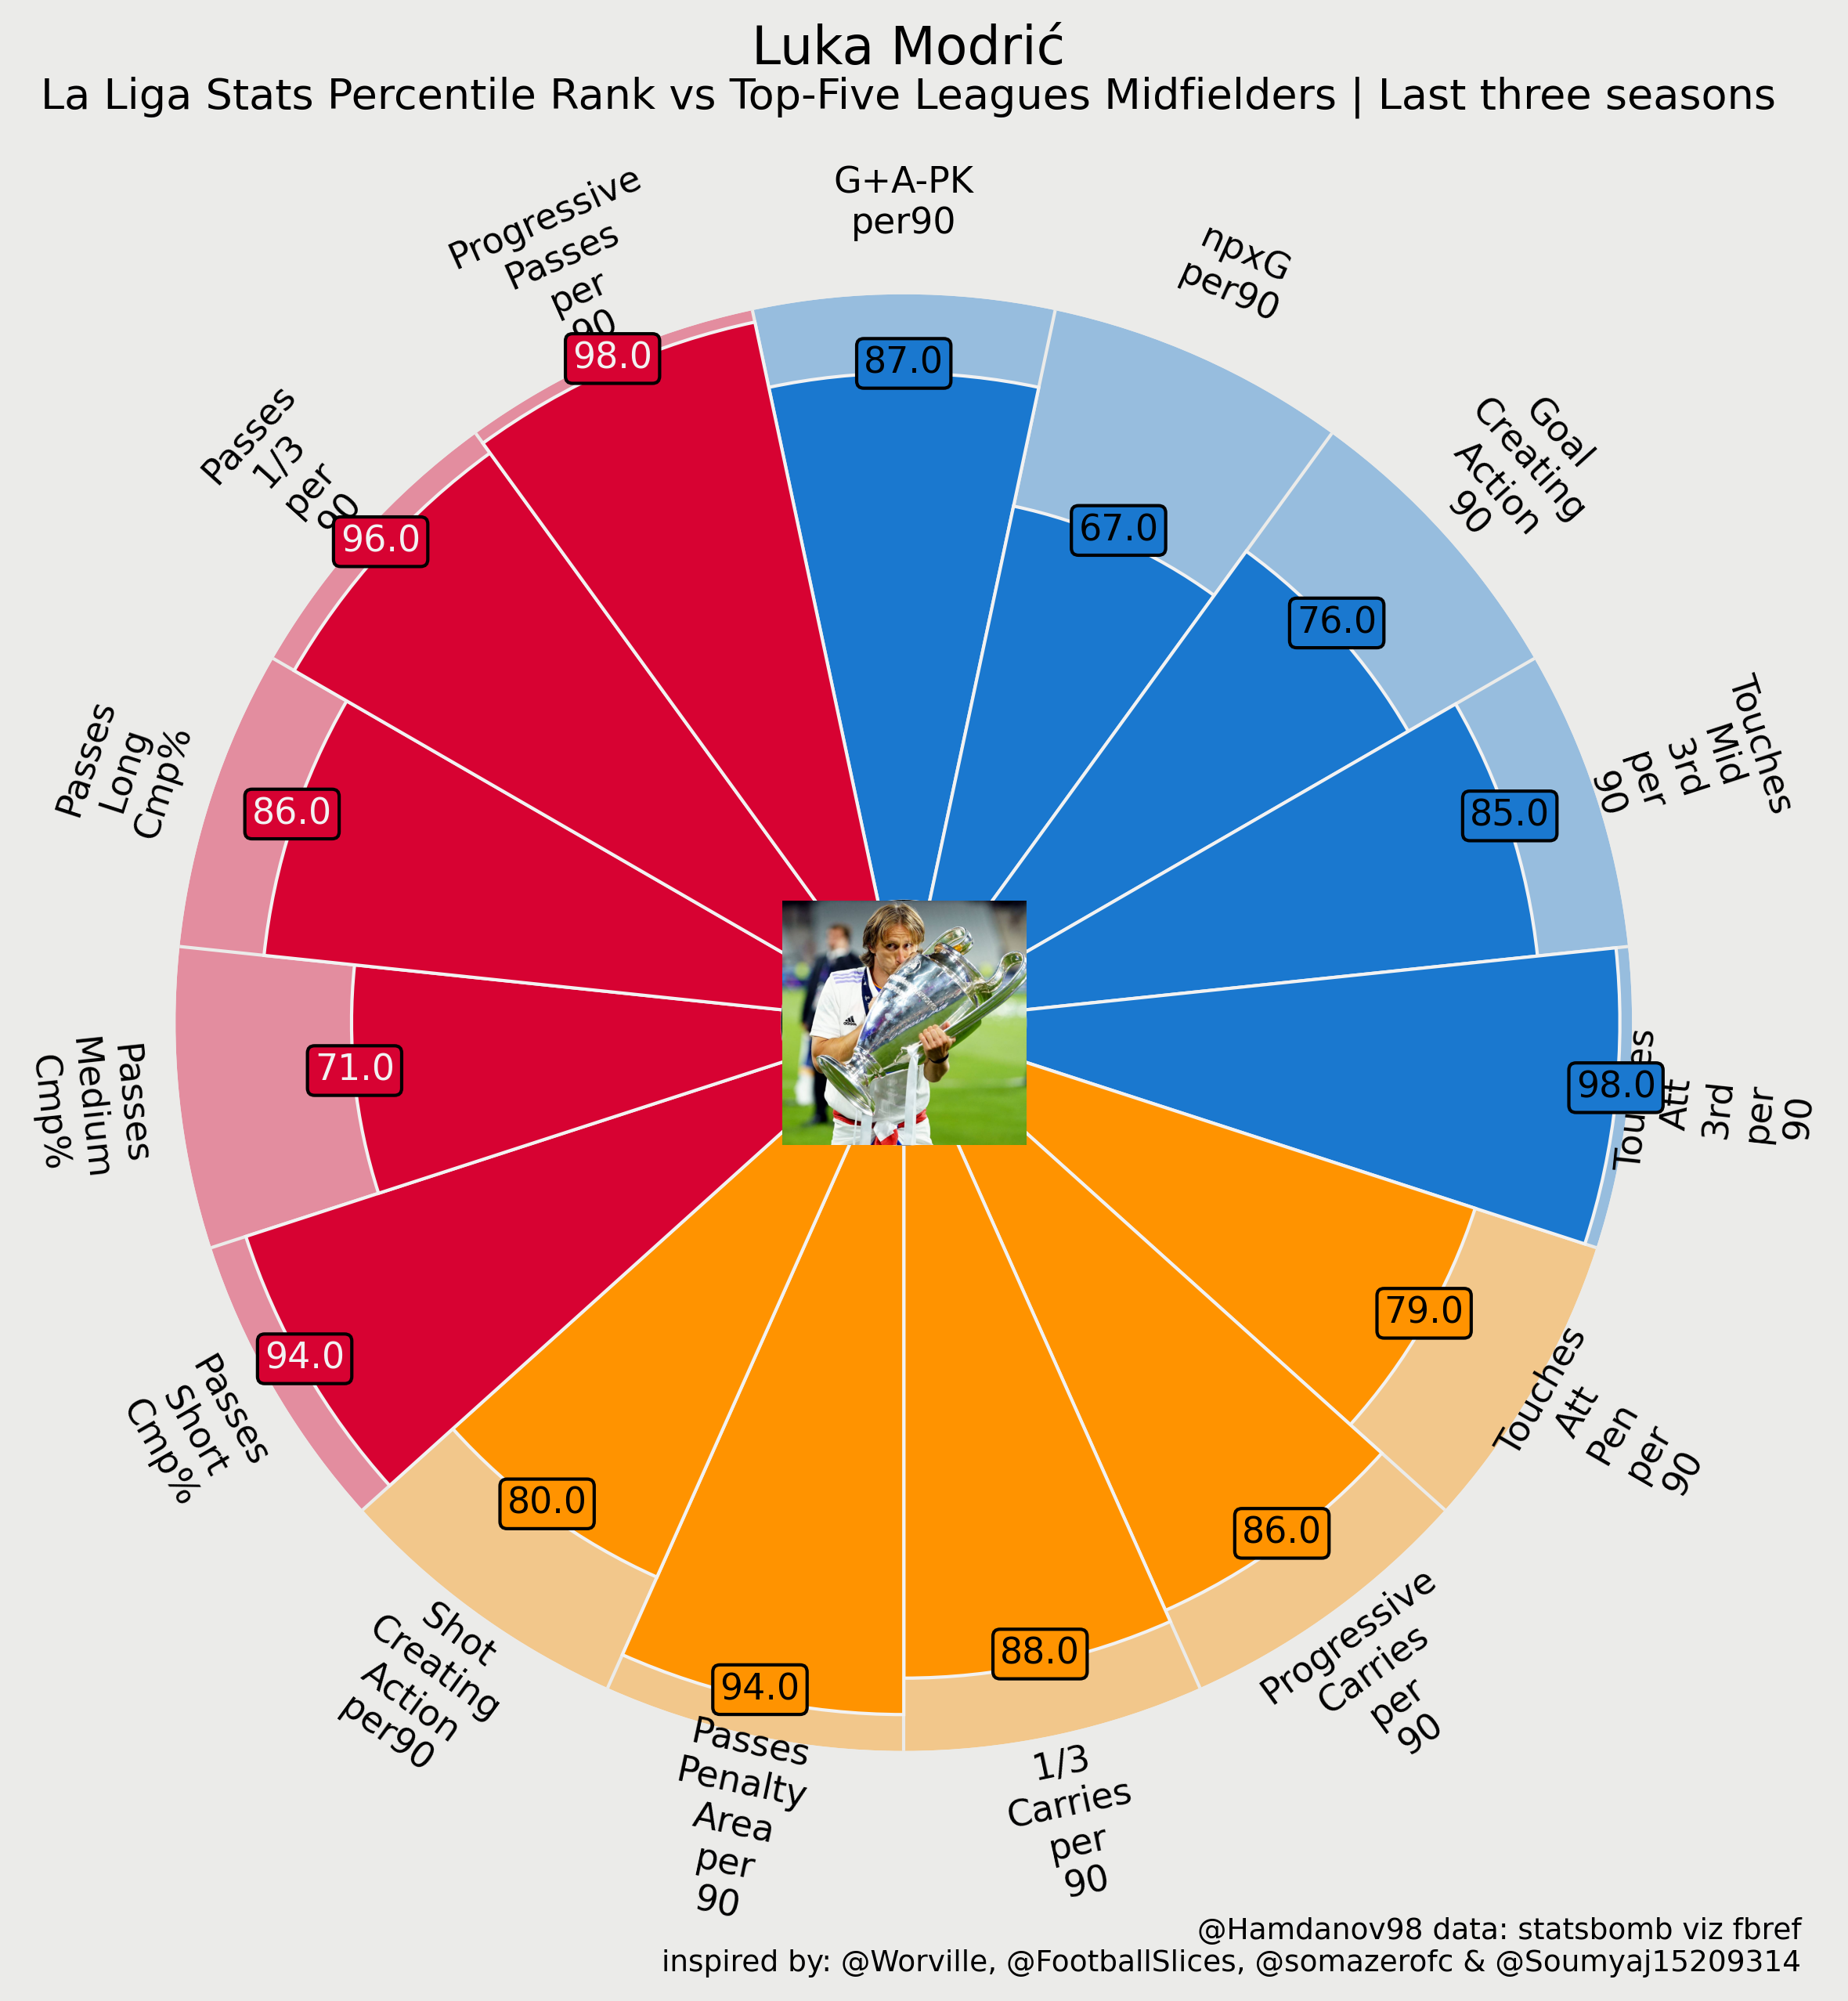 Luka Modrić
La Liga Stats Percentile Rank vs Top-Five Leagues Midfielders | Last three seasons
G+A-PK
per90
87.0
npxG
per90
67.0
Goal
Creating
Action
90
76.0
Touches
Mid
3rd
per
90
85.0
Touches
Att
3rd
per
90
98.0
Touches
Att
Pen
per
90
79.0
Progressive
Carries
per
90
86.0
1/3
Carries
per
90
88.0
Passes
Penalty
Area
per
90
94.0
Shot
Creating
Action
per90
80.0
Passes
Short
Cmp%
94.0
Passes
Medium
Cmp%
71.0
Passes
Long
Cmp%
86.0
Passes
1/3
per
90
96.0
Progressive
Passes
per
90
98.0
@Hamdanov98 data: statsbomb viz fbref
inspired by: @Worville, @FootballSlices, @somazerofc & @Soumyaj15209314